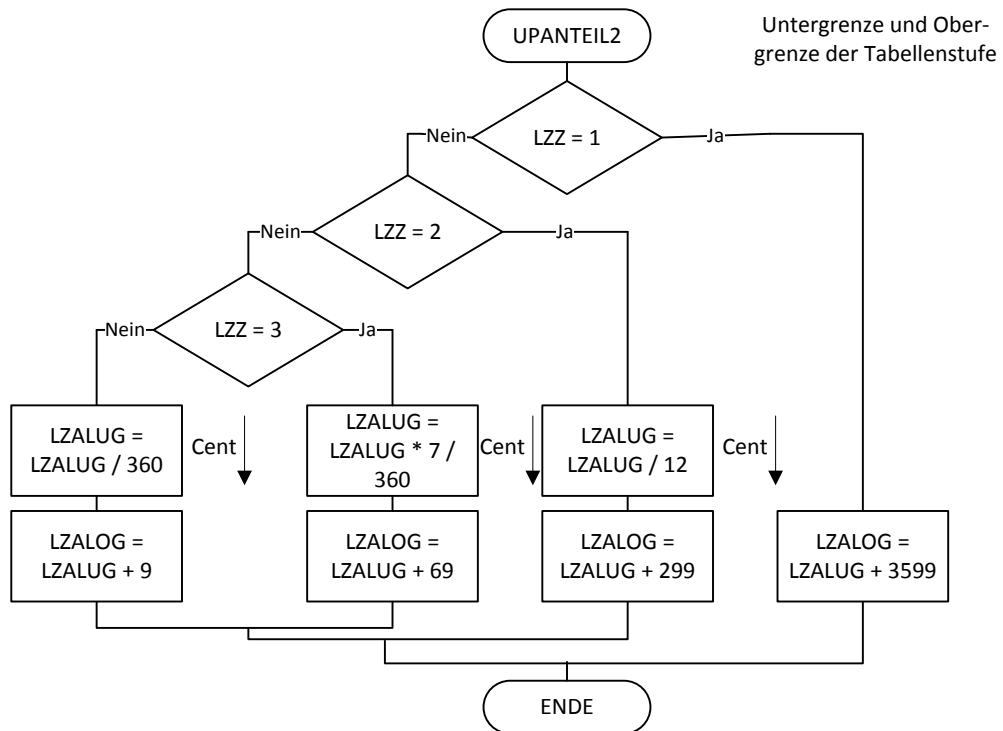 UPANTEIL2
Untergrenze und Ober-
grenze der Tabellenstufe
Nein
LZZ = 1
Ja
Nein
LZZ = 2
Ja
Nein
LZZ = 3
Ja
LZALUG =
LZALUG / 360
Cent
LZALUG =
LZALUG * 7 /
360
Cent
LZALUG =
LZALUG / 12
Cent
LZALOG =
LZALUG + 9
LZALOG =
LZALUG + 69
LZALOG =
LZALUG + 299
LZALOG =
LZALUG + 3599
ENDE